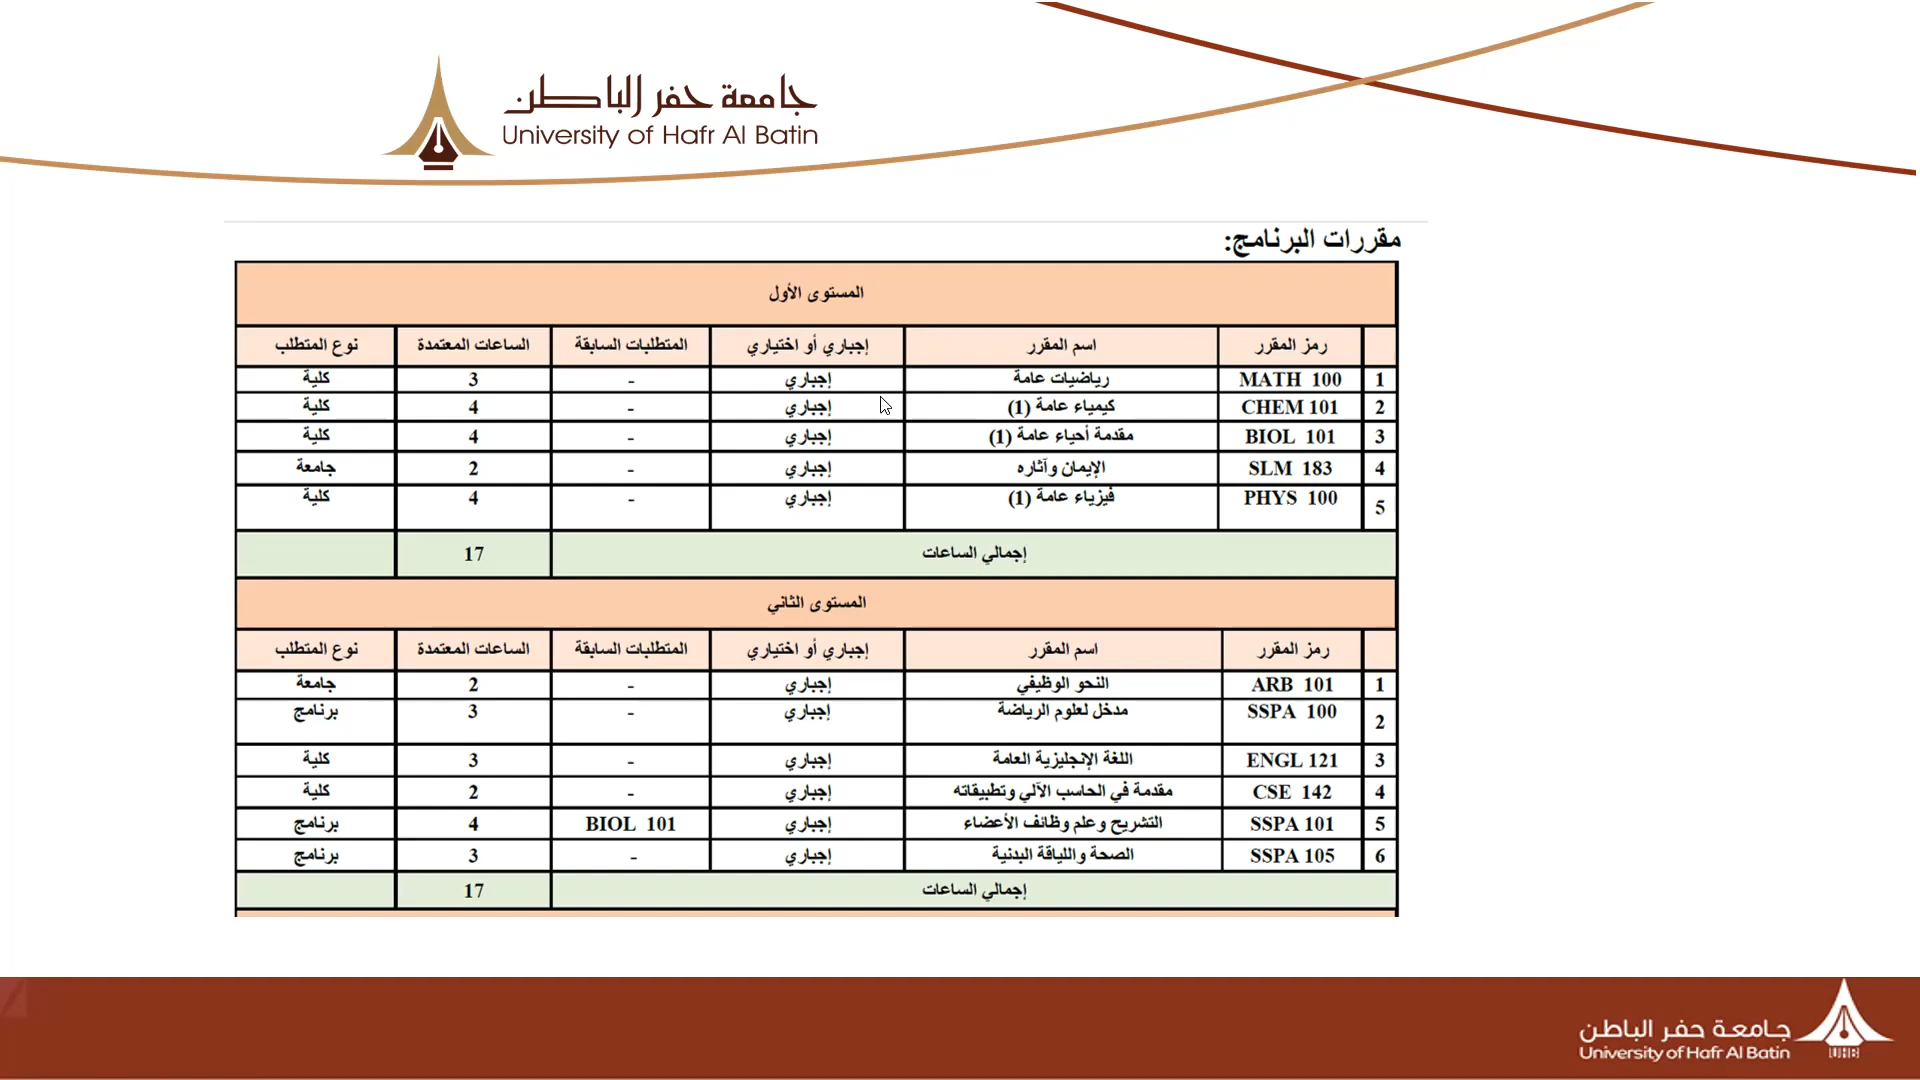 جامعة حفر الباطن
University of Hafr Al Batin
مقررات البرنامج:
المستوى الأول
رمز المقرر اسم المقرر إجباري أو اختياري المتطلبات السابقة الساعات المعتمدة نوع المتطلب
1 MATH 100 رياضيات عامة إجباري - 3 كلية
2 CHEM 101 كيمياء عامة (1) إجباري - 4 كلية
3 BIOL 101 مقدمة أحياء عامة (1) إجباري - 4 كلية
4 SLM 183 الإيمان وآثاره إجباري - 2 جامعة
5 PHYS 100 فيزياء عامة (1) إجباري - 4 كلية
إجمالي الساعات 17
المستوى الثاني
رمز المقرر اسم المقرر إجباري أو اختياري المتطلبات السابقة الساعات المعتمدة نوع المتطلب
1 ARB 101 النحو الوظيفي إجباري - 2 جامعة
2 SSPA 100 مدخل لعلوم الرياضة إجباري - 3 برنامج
3 ENGL 121 اللغة الإنجليزية العامة إجباري - 3 كلية
4 CSE 142 مقدمة في الحاسب الآلي وتطبيقاته إجباري - 2 كلية
5 SSPA 101 التشريح وعلم وظائف الأعضاء إجباري BIOL 101 4 برنامج
6 SSPA 105 الصحة واللياقة البدنية إجباري - 3 برنامج
إجمالي الساعات 17
جامعة حفر الباطن
University of Hafr Al Batin